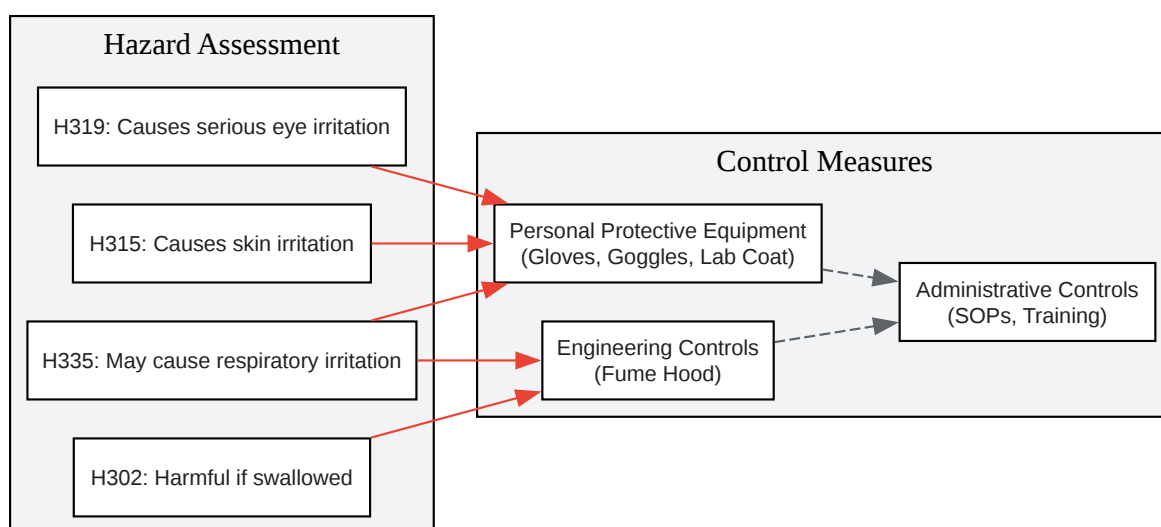 Hazard Assessment
H319: Causes serious eye irritation
H315: Causes skin irritation
H335: May cause respiratory irritation
H302: Harmful if swallowed
Control Measures
Personal Protective Equipment
(Gloves, Goggles, Lab Coat)
Engineering Controls
(Fume Hood)
Administrative Controls
(SOPs, Training)